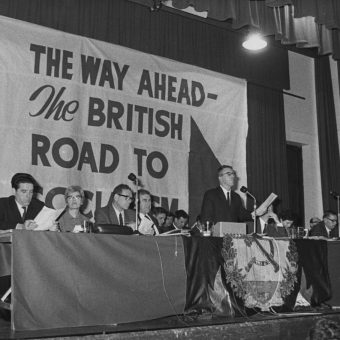 THE WAY AHEAD-
The BRITISH
ROAD TO